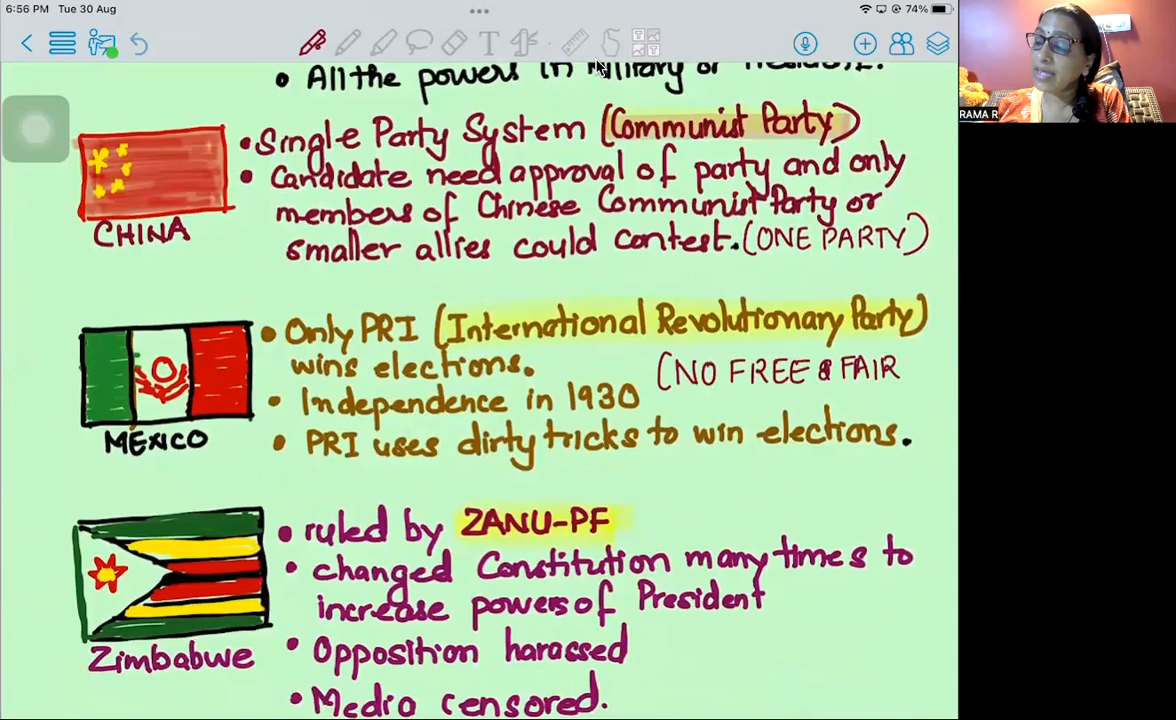 6:56 PM Tue 30 Aug
74%
T
RAMA R
• All the powers in military or President.
• Single Party System (Communist Party)
• Candidate need approval of party and only
members of Chinese Communist Party or
smaller allies could contest. (ONE PARTY)
CHINA
• Only PRI (International Revolutionary Party)
wins elections.
(NO FREE & FAIR
• Independence in 1930
• PRI uses dirty tricks to win elections.
MEXICO
• ruled by ZANU-PF
• changed Constitution many times to
increase powers of President
• Opposition harassed
• Media censored.
Zimbabwe